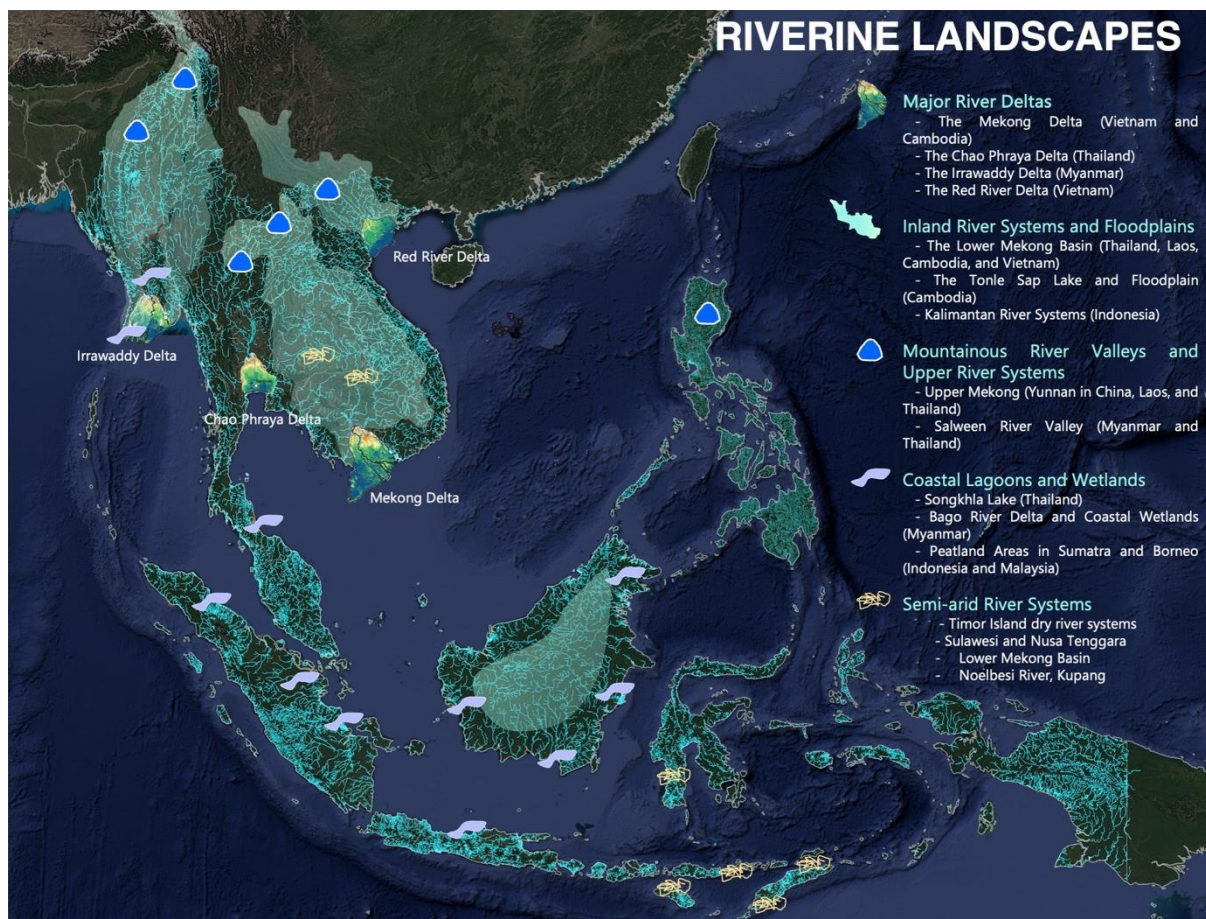 RIVERINE LANDSCAPES
Major River Deltas
- The Mekong Delta (Vietnam and
Cambodia)
- The Chao Phraya Delta (Thailand)
- The Irrawaddy Delta (Myanmar)
- The Red River Delta (Vietnam)
Inland River Systems and Floodplains
- The Lower Mekong Basin (Thailand, Laos,
Cambodia, and Vietnam)
- The Tonle Sap Lake and Floodplain
(Cambodia)
- Kalimantan River Systems (Indonesia)
Mountainous River Valleys and
Upper River Systems
- Upper Mekong (Yunnan in China, Laos, and
Thailand)
- Salween River Valley (Myanmar and
Thailand)
Coastal Lagoons and Wetlands
- Songkhla Lake (Thailand)
- Bago River Delta and Coastal Wetlands
(Myanmar)
- Peatland Areas in Sumatra and Borneo
(Indonesia and Malaysia)
Semi-arid River Systems
- Timor Island dry river systems
- Sulawesi and Nusa Tenggara
- Lower Mekong Basin
- Noelbesi River, Kupang
Red River Delta
Irrawaddy Delta
Chao Phraya Delta
Mekong Delta